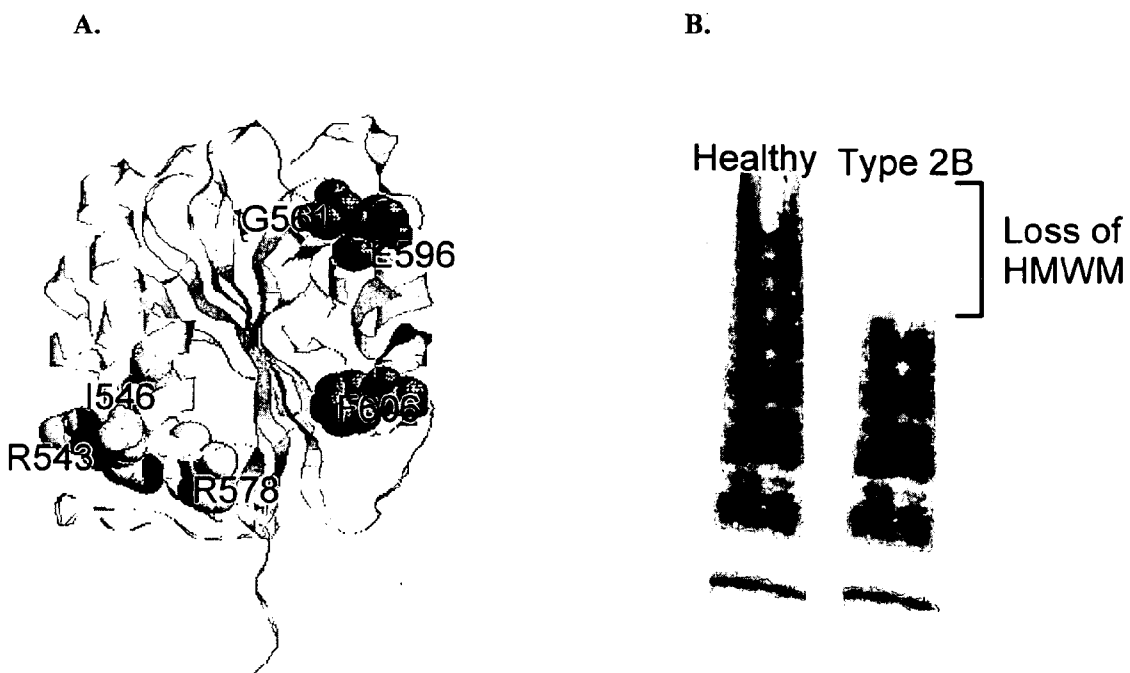 A.
B.
G561
E596
I546
F606
R543
R578
Healthy Type 2B
Loss of
HMWM